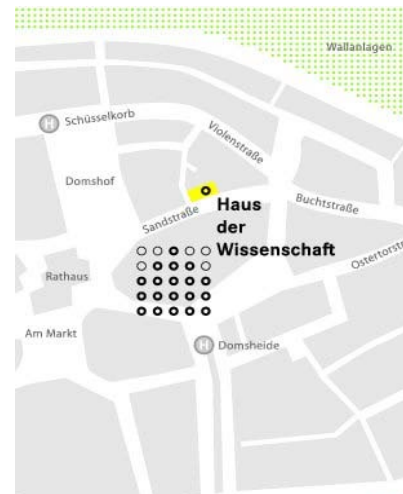 Wallanlagen
H Schüsselkorb
Violenstraße
Domshof
Buchtstraße
Sandstraße
Haus
der
Wissenschaft
Ostertorstr
Rathaus
Am Markt
H Domsheide